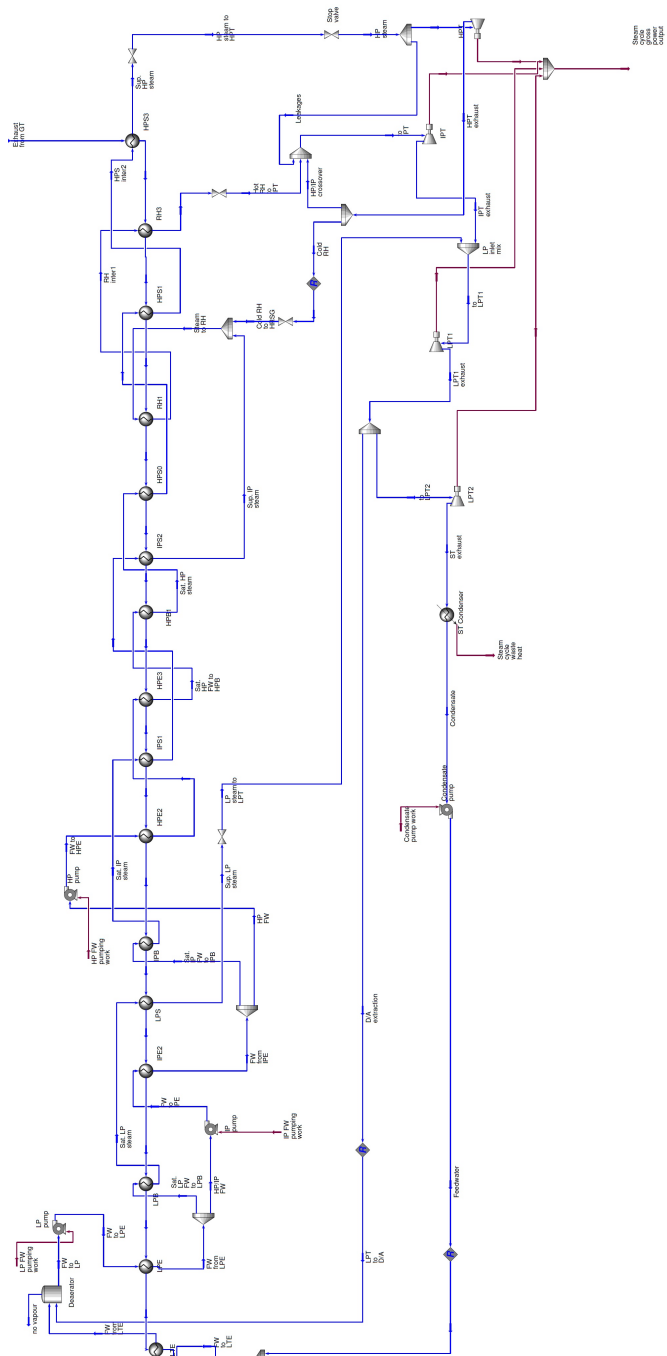 Stop
valve
HP
steam to
HPT
HP
steam
HPT
Steam
cycle
gross
power
output
Sup.
HP
steam
Exhaust
from GT
HPS3
Leakages
HPT
exhaust
to
IPT
IPT
HPS
inter2
RH3
Hot
RH to
IPT
HP/IP
crossover
IPT
exhaust
RH
inter1
Cold
RH
LP
inlet
mix
HPS1
Steam
to RH
Cold RH
to
HRSG
to
LPT1
LPT1
LPT1
exhaust
RH1
HPS0
Sup. IP
steam
to
LPT2
LPT2
IPS2
ST
exhaust
Sat. HP
steam
HPB1
ST Condenser
Steam
cycle
waste
heat
HPE3
Sat.
HP
FW to
HPB
Condensate
IPS1
LP
steam to
LPT
Condensate
pump
HPE2
Condensate
pump work
FW to
HPE
HP
pump
Sat. IP
steam
Sup. LP
steam
HP
FW
HP FW
pumping
work
IPB
Sat.
IP
FW
to
IPB
LPS
D/A
extraction
IPE2
FW
from
IPE
FW
to
IPE
IP
pump
IP FW
pumping
work
Sat. LP
steam
Sat.
LP
FW
to
LPB
LPB
HP/IP
FW
Feedwater
LP
pump
FW
to
LPE
LP FW
pumping
work
FW
to
LP
LPE
FW
from
LPE
LPT
to
D/A
Deaerator
no vapour
FW
from
LTE
FW
to
LTE